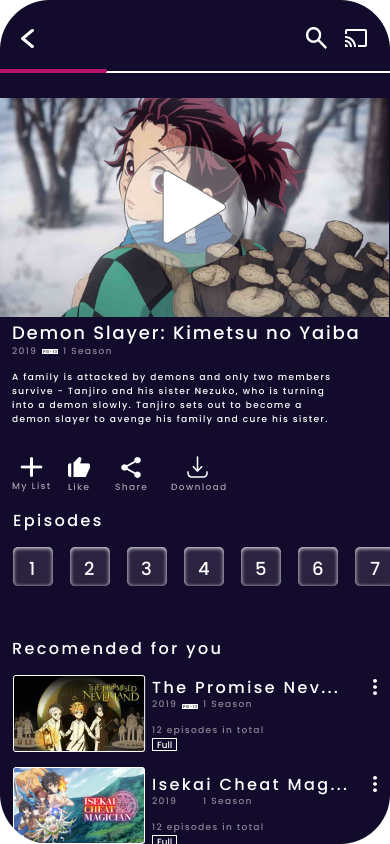 Demon Slayer: Kimetsu no Yaiba
2019 PG-13 1 Season
A family is attacked by demons and only two members
survive - Tanjiro and his sister Nezuko, who is turning
into a demon slowly. Tanjiro sets out to become a
demon slayer to avenge his family and cure his sister.
My List Like Share Download
Episodes
1 2 3 4 5 6 7
Recomended for you
THE PROMISED
NEVERLAND
The Promise Nev...
2019 PG-13 1 Season
12 episodes in total
Full
ISEKAI
CHEAT
MAGICIAN
Isekai Cheat Mag...
2019 1 Season
12 episodes in total
Full